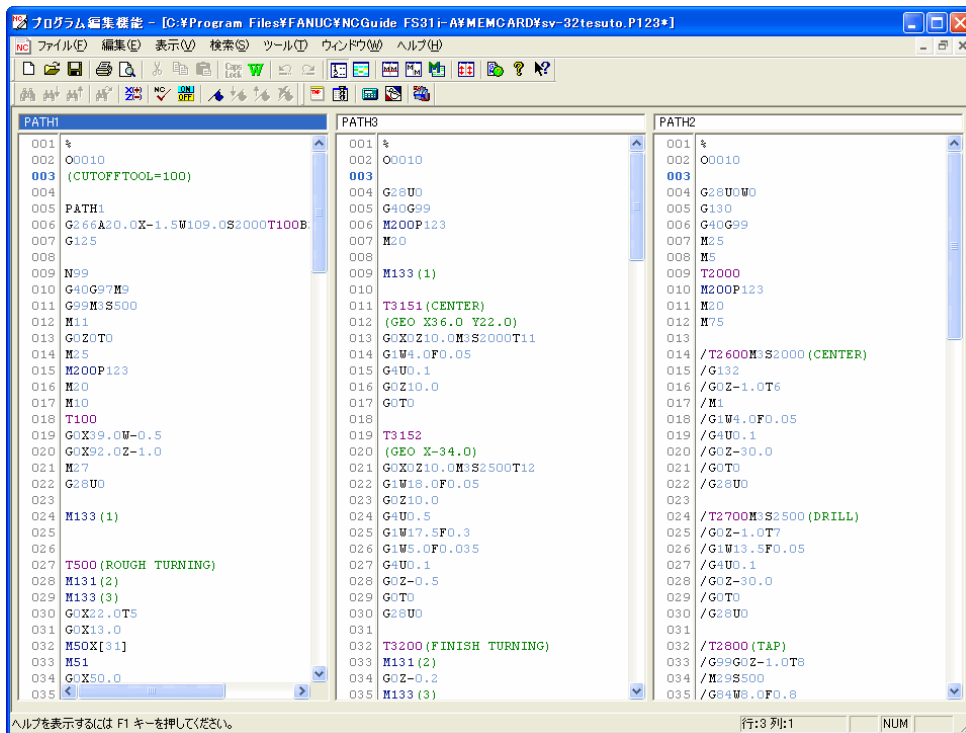 プログラム編集機能 - [C:¥Program Files¥FANUC¥NCGuide FS31i-A¥MEMCARD¥sv-32tesuto.P123*]
NC ファイル(F) 編集(E) 表示(V) 検索(S) ツール(T) ウィンドウ(W) ヘルプ(H)
Caps Lock
NC ON OFF
PATH1
001 %
002 O0010
003 (CUTOFFTOOL=100)
004
005 PATH1
006 G266A20.0X-1.5W109.0S2000T100B
007 G125
008
009 N99
010 G40G97M9
011 G99M3S500
012 M11
013 G0Z0T0
014 M25
015 M200P123
016 M20
017 M10
018 T100
019 G0X39.0W-0.5
020 G0X92.0Z-1.0
021 M27
022 G28U0
023
024 M133(1)
025
026
027 T500(ROUGH TURNING)
028 M131(2)
029 M133(3)
030 G0X22.0T5
031 G0X13.0
032 M50X[31]
033 M51
034 G0X50.0
035
PATH3
001 %
002 O0010
003
004 G28U0
005 G40G99
006 M200P123
007 M20
008
009 M133(1)
010
011 T3151(CENTER)
012 (GEO X36.0 Y22.0)
013 G0X0Z10.0M3S2000T11
014 G1W4.0F0.05
015 G4U0.1
016 G0Z10.0
017 G0T0
018
019 T3152
020 (GEO X-34.0)
021 G0X0Z10.0M3S2500T12
022 G1W18.0F0.05
023 G0Z10.0
024 G4U0.5
025 G1W17.5F0.3
026 G1W5.0F0.035
027 G4U0.1
028 G0Z-0.5
029 G0T0
030 G28U0
031
032 T3200(FINISH TURNING)
033 M131(2)
034 G0Z-0.2
035 M133(3)
PATH2
001 %
002 O0010
003
004 G28U0W0
005 G130
006 G40G99
007 M25
008 M5
009 T2000
010 M200P123
011 M20
012 M75
013
014 /T2600M3S2000(CENTER)
015 /G132
016 /G0Z-1.0T6
017 /M1
018 /G1W4.0F0.05
019 /G4U0.1
020 /G0Z-30.0
021 /G0T0
022 /G28U0
023
024 /T2700M3S2500(DRILL)
025 /G0Z-1.0T7
026 /G1W13.5F0.05
027 /G4U0.1
028 /G0Z-30.0
029 /G0T0
030 /G28U0
031
032 /T2800(TAP)
033 /G99G0Z-1.0T8
034 /M29S500
035 /G84W8.0F0.8
ヘルプを表示するには F1 キーを押してください。
行:3 列:1
NUM